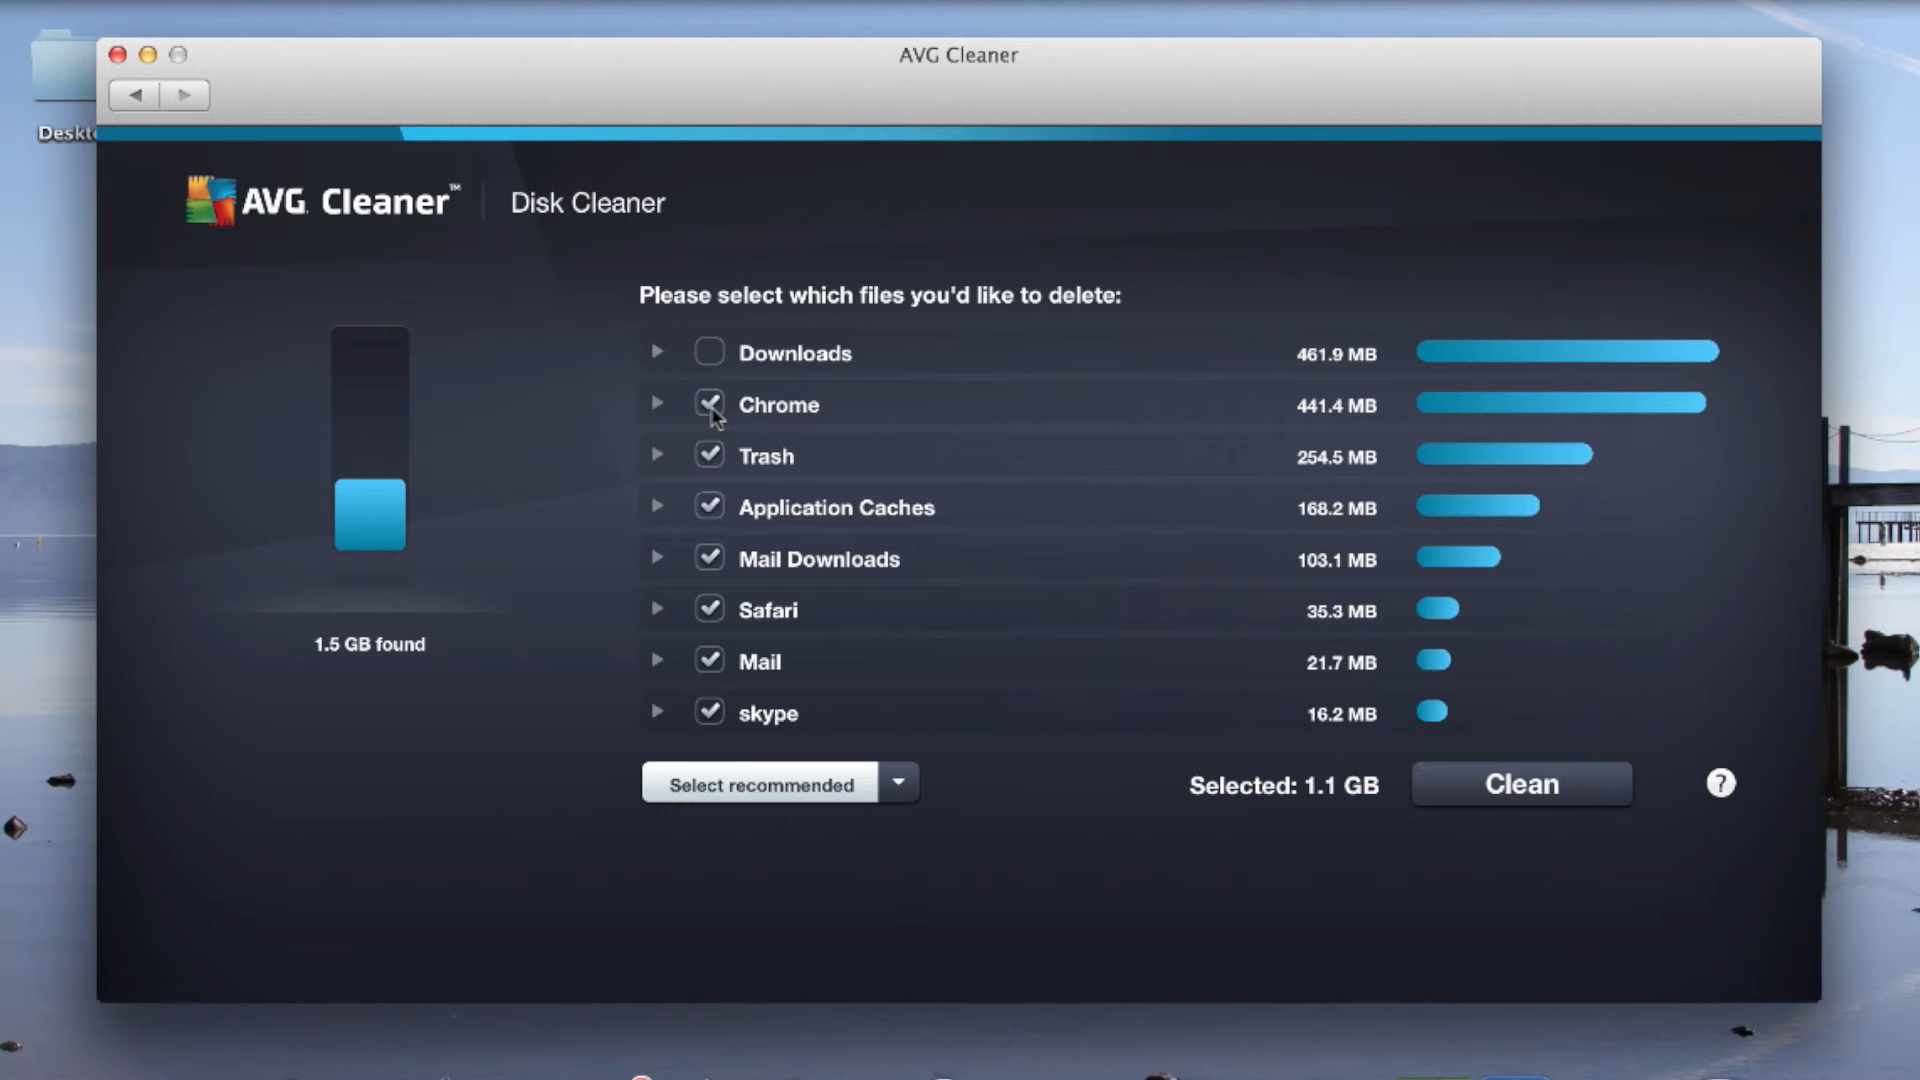 AVG Cleaner
AVG. Cleaner™ Disk Cleaner
Please select which files you'd like to delete:
Downloads 461.9 MB
Chrome 441.4 MB
Trash 254.5 MB
Application Caches 168.2 MB
Mail Downloads 103.1 MB
Safari 35.3 MB
Mail 21.7 MB
skype 16.2 MB
1.5 GB found
Select recommended
Selected: 1.1 GB
Clean
?